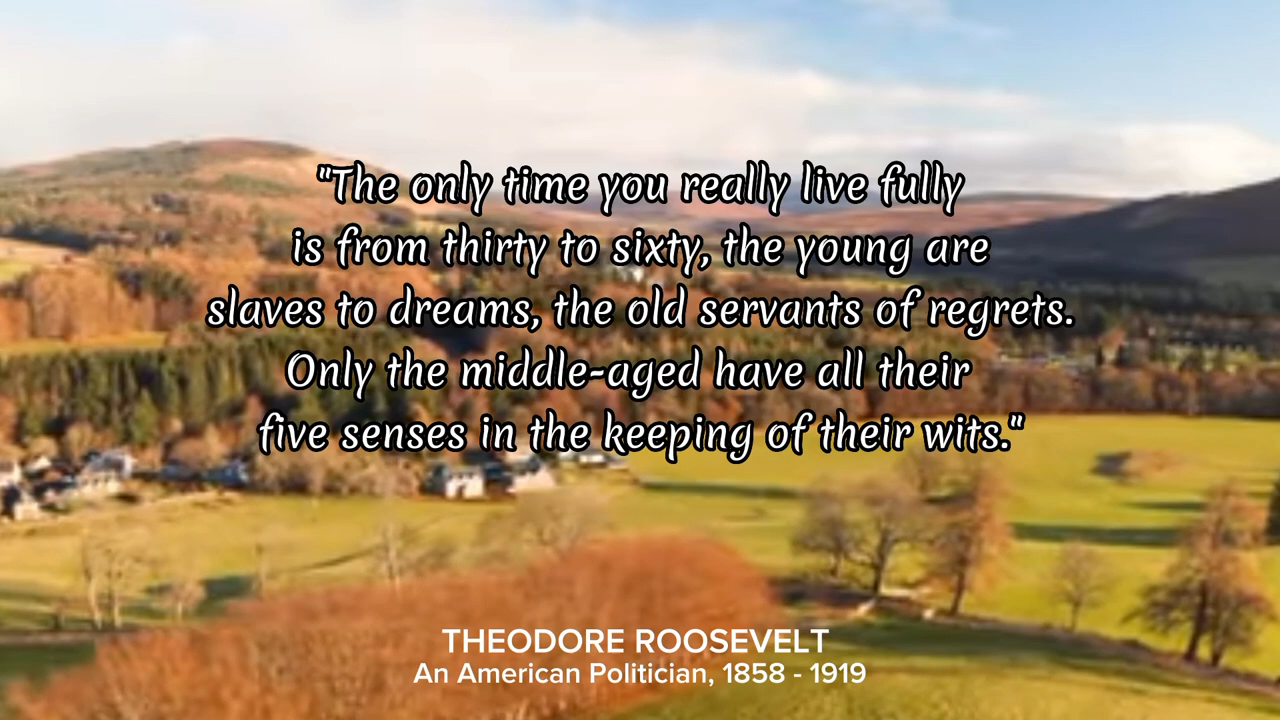 "The only time you really live fully
is from thirty to sixty, the young are
slaves to dreams, the old servants of regrets.
Only the middle-aged have all their
five senses in the keeping of their wits."
THEODORE ROOSEVELT
An American Politician, 1858 - 1919